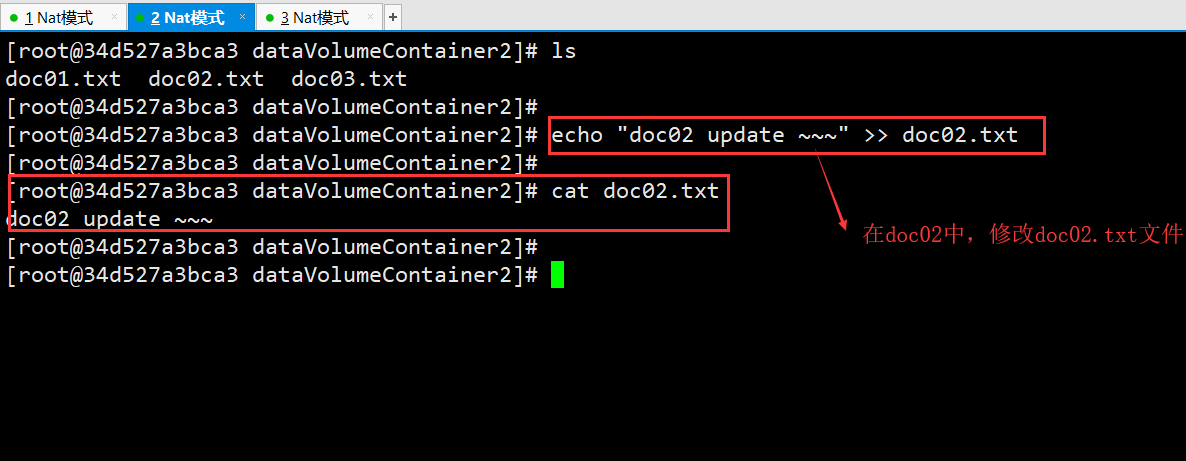 1 Nat模式 × 2 Nat模式 × 3 Nat模式 × +
[root@34d527a3bca3 dataVolumeContainer2]# ls
doc01.txt  doc02.txt  doc03.txt
[root@34d527a3bca3 dataVolumeContainer2]#
[root@34d527a3bca3 dataVolumeContainer2]# echo "doc02 update ~~~" >> doc02.txt
[root@34d527a3bca3 dataVolumeContainer2]#
[root@34d527a3bca3 dataVolumeContainer2]# cat doc02.txt
doc02 update ~~~
在doc02中，修改doc02.txt文件
[root@34d527a3bca3 dataVolumeContainer2]#
[root@34d527a3bca3 dataVolumeContainer2]#